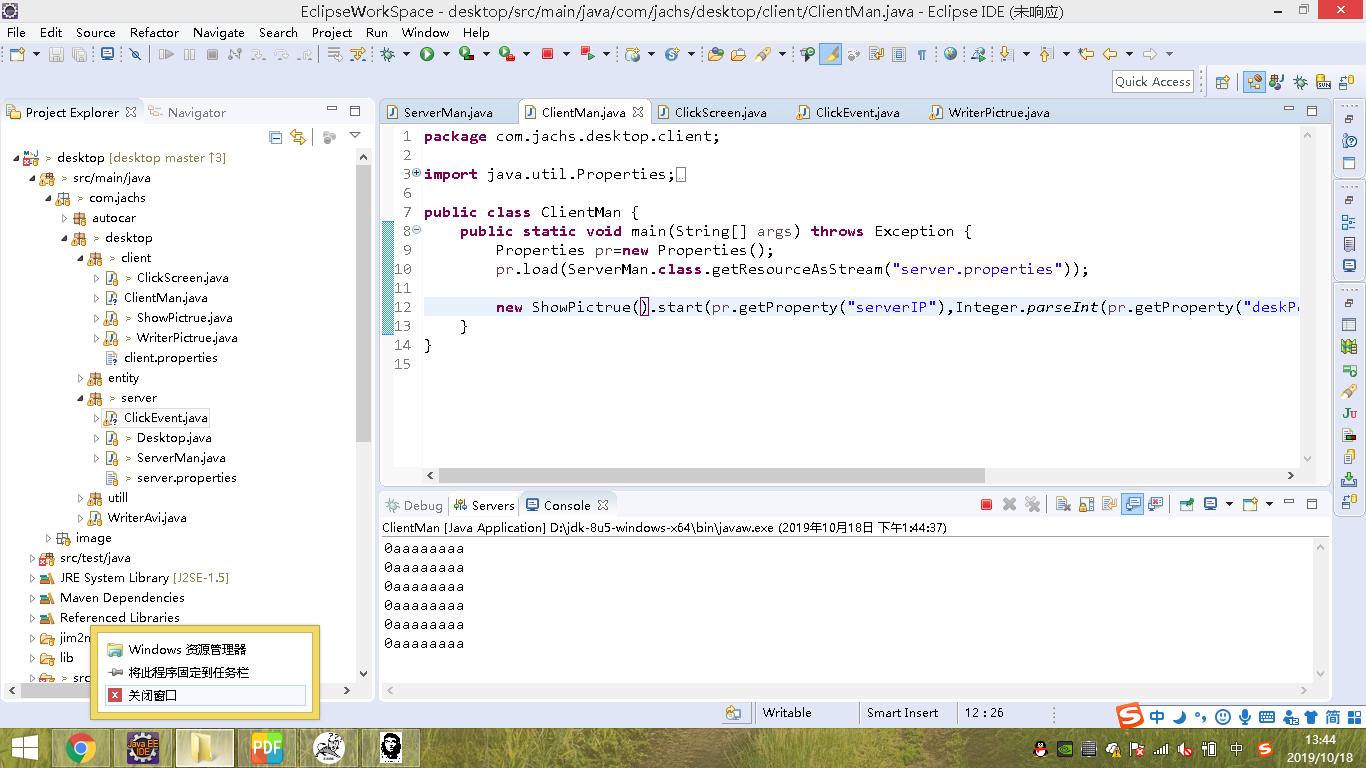 EclipseWorkSpace - desktop/src/main/java/com/jachs/desktop/client/ClientMan.java - Eclipse IDE (未响应)
File Edit Source Refactor Navigate Search Project Run Window Help
Quick Access
Project Explorer Navigator
> desktop [desktop master ↑3]
> src/main/java
> com.jachs
autocar
> desktop
> client
> ClickScreen.java
ClientMan.java
> ShowPictrue.java
> WriterPictrue.java
client.properties
entity
> server
ClickEvent.java
> Desktop.java
> ServerMan.java
> server.properties
utill
WriterAvi.java
image
src/test/java
JRE System Library [J2SE-1.5]
Maven Dependencies
Referenced Libraries
lib
> src
Windows 资源管理器
将此程序固定到任务栏
关闭窗口
ServerMan.java ClientMan.java ClickScreen.java ClickEvent.java WriterPictrue.java
1 package com.jachs.desktop.client;
2
3 import java.util.Properties;
6
7 public class ClientMan {
8 public static void main(String[] args) throws Exception {
9 Properties pr=new Properties();
10 pr.load(ServerMan.class.getResourceAsStream("server.properties"));
11
12 new ShowPictrue().start(pr.getProperty("serverIP"),Integer.parseInt(pr.getProperty("deskP
13 }
14 }
15
Debug Servers Console
ClientMan [Java Application] D:\jdk-8u5-windows-x64\bin\javaw.exe (2019年10月18日 下午1:44:37)
0aaaaaaaa
0aaaaaaaa
0aaaaaaaa
0aaaaaaaa
0aaaaaaaa
0aaaaaaaa
Writable Smart Insert 12 : 26
中 简
Java EE IDE
PDF
中
13:44
2019/10/18